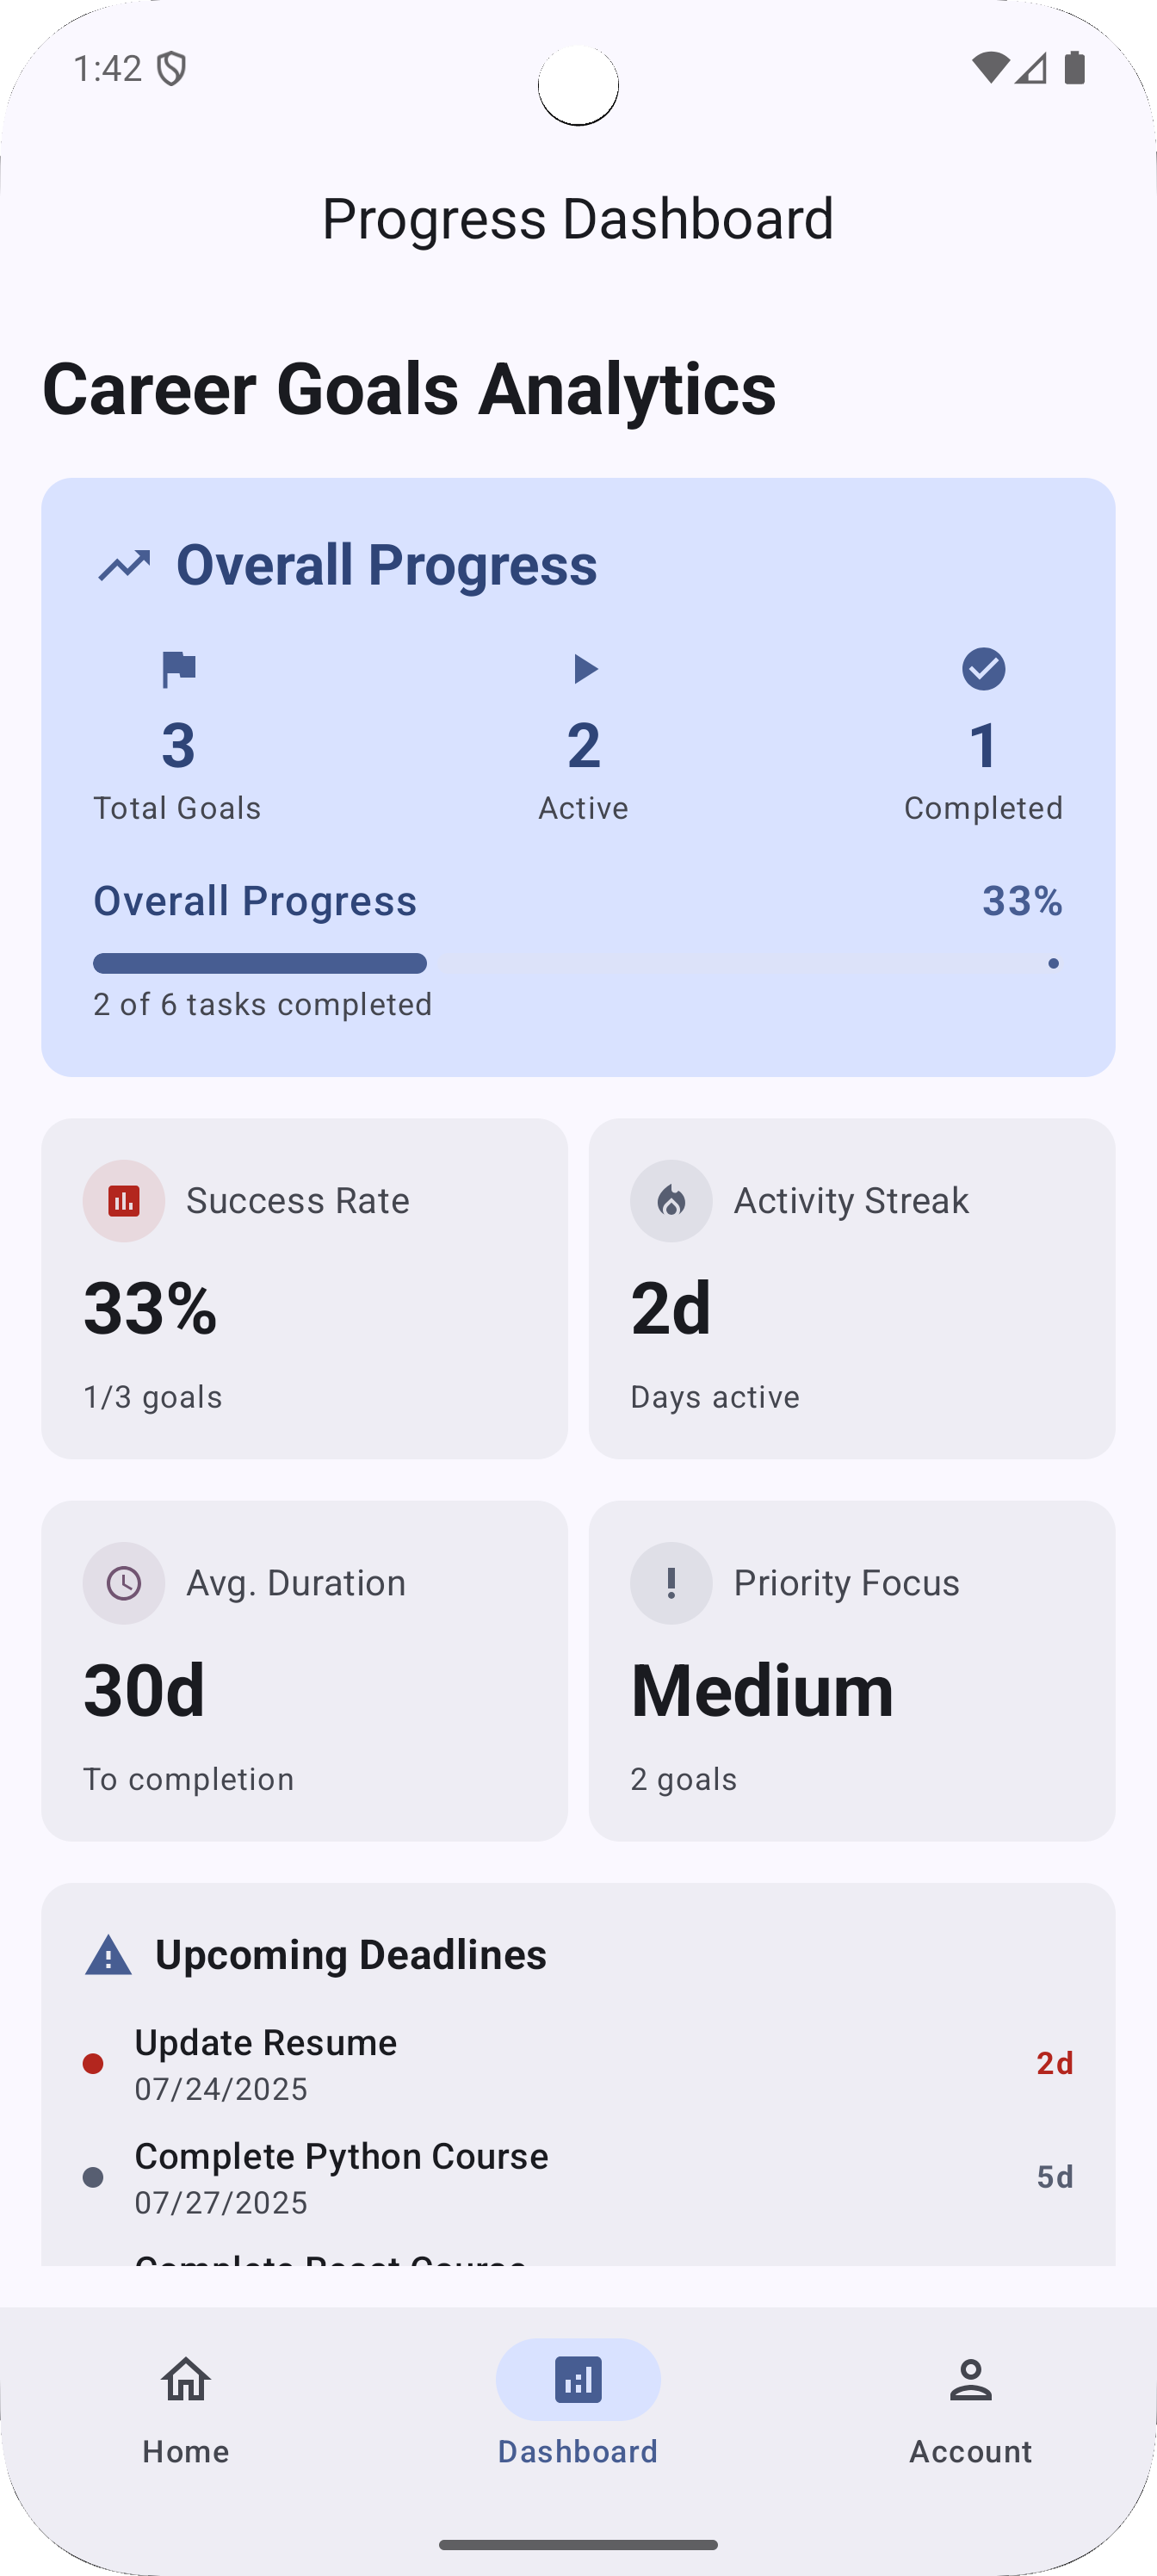 1:42
Progress Dashboard
Career Goals Analytics
Overall Progress
3 2 1
Total Goals Active Completed
Overall Progress 33%
2 of 6 tasks completed
Success Rate
33%
1/3 goals
Activity Streak
2d
Days active
Avg. Duration
30d
To completion
Priority Focus
Medium
2 goals
Upcoming Deadlines
Update Resume
07/24/2025
2d
Complete Python Course
07/27/2025
5d
Complete React Course
Home Dashboard Account